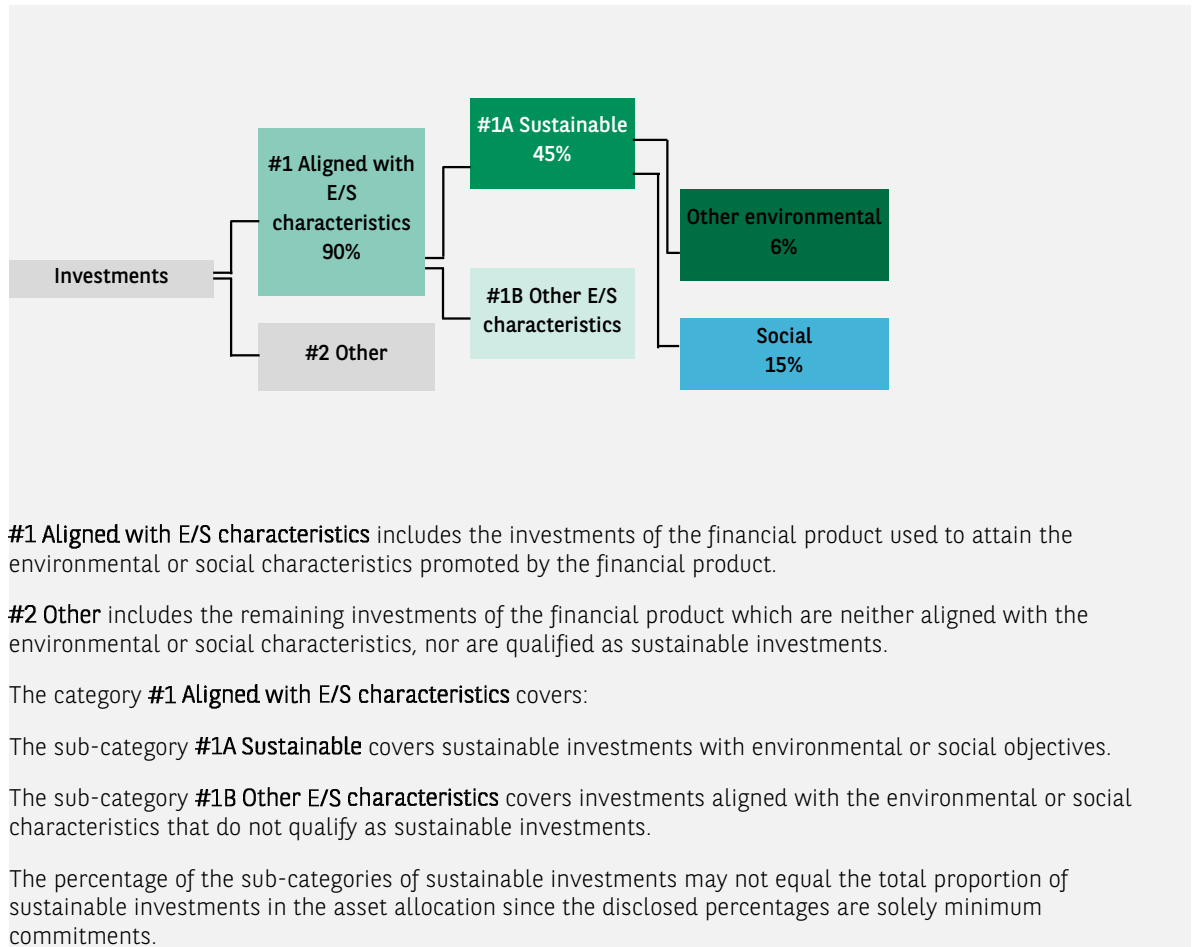 #1A Sustainable
45%
#1 Aligned with
E/S
characteristics
90%
Other environmental
6%
Investments
#1B Other E/S
characteristics
Social
15%
#2 Other
#1 Aligned with E/S characteristics includes the investments of the financial product used to attain the
environmental or social characteristics promoted by the financial product.
#2 Other includes the remaining investments of the financial product which are neither aligned with the
environmental or social characteristics, nor are qualified as sustainable investments.
The category #1 Aligned with E/S characteristics covers:
The sub-category #1A Sustainable covers sustainable investments with environmental or social objectives.
The sub-category #1B Other E/S characteristics covers investments aligned with the environmental or social
characteristics that do not qualify as sustainable investments.
The percentage of the sub-categories of sustainable investments may not equal the total proportion of
sustainable investments in the asset allocation since the disclosed percentages are solely minimum
commitments.